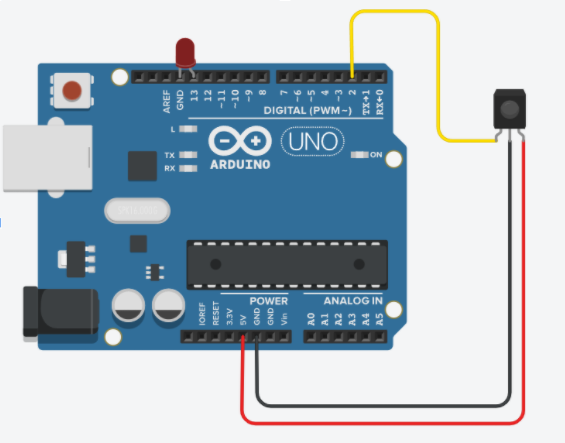 AREF
GND
13
12
~11
~10
~9
8
7
~6
~5
4
~3
2
TX→1
RX←0
DIGITAL (PWM~)
L
TX
RX
ARDUINO
UNO
ON
POWER
ANALOG IN
IOREF
RESET
3.3V
5V
GND
GND
Vin
A0
A1
A2
A3
A4
A5